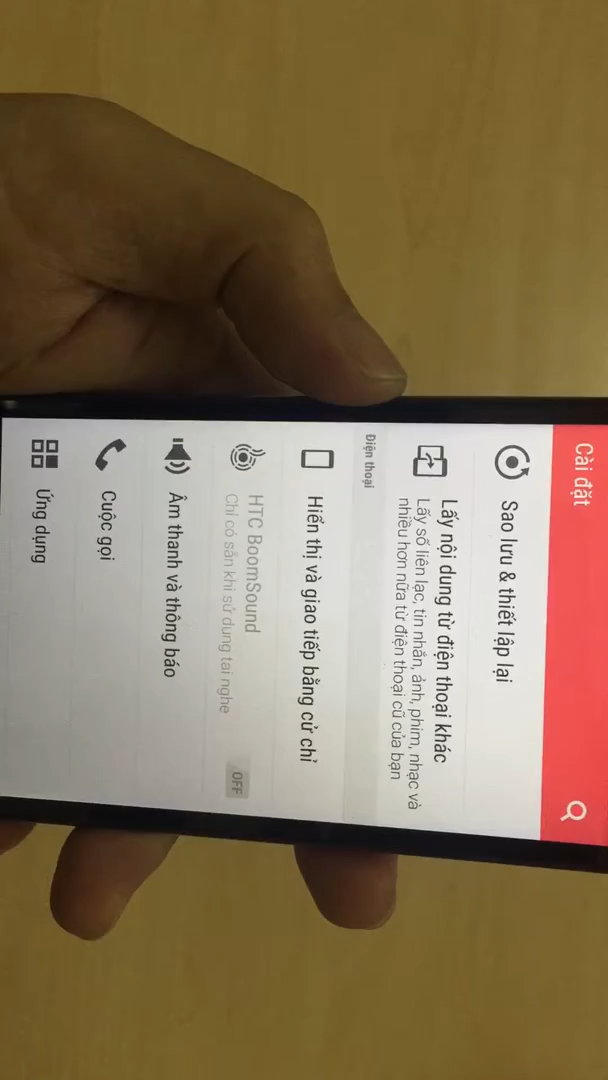 Cài đặt
Sao lưu & thiết lập lại
Lấy nội dung từ điện thoại khác
Lấy số liên lạc, tin nhắn, ảnh, phim, nhạc và
nhiều hơn nữa từ điện thoại cũ của bạn
Điện thoại
Hiển thị và giao tiếp bằng cử chỉ
HTC BoomSound
Chỉ có sẵn khi sử dụng tai nghe
OFF
Âm thanh và thông báo
Cuộc gọi
Ứng dụng